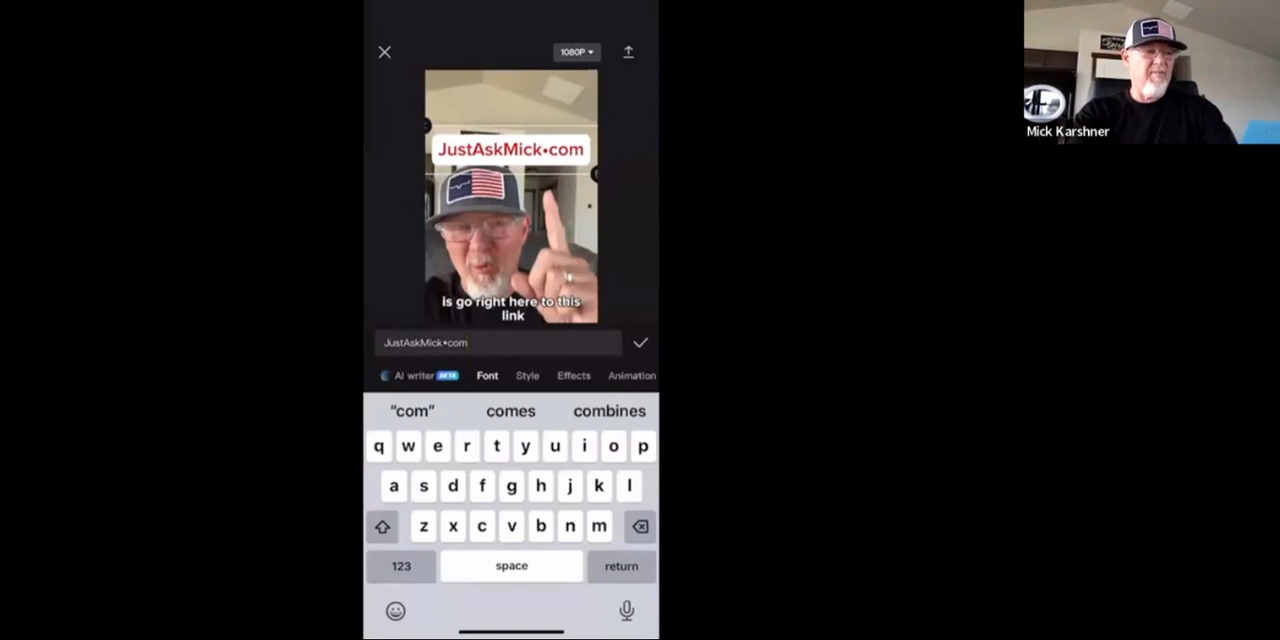 1080P
JustAskMick•com
is go right here to this
link
JustAskMick•com
AI writer BETA Font Style Effects Animation
"com" comes combines
q w e r t y u i o p
a s d f g h j k l
z x c v b n m
123 space return
Mick Karshner